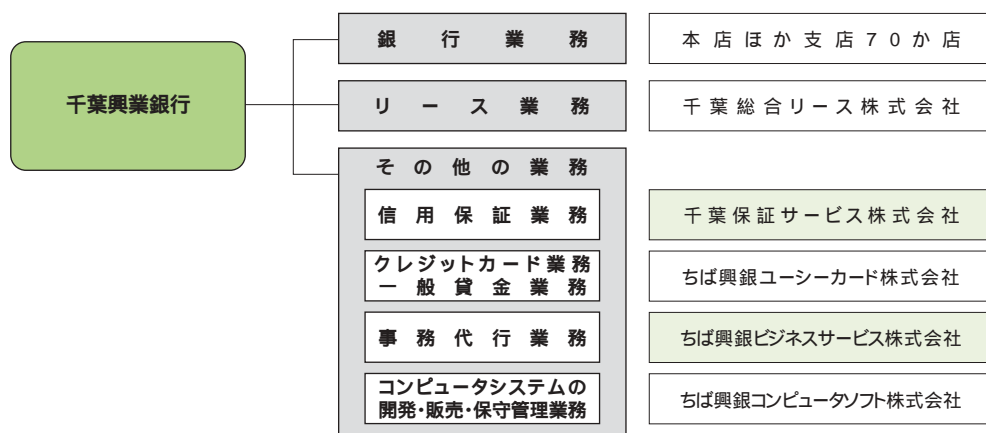 千葉興業銀行
銀行業務
本店ほか支店70か店
リース業務
千葉総合リース株式会社
その他の業務
信用保証業務
千葉保証サービス株式会社
クレジットカード業務
一般貸金業務
ちば興銀ユーシーカード株式会社
事務代行業務
ちば興銀ビジネスサービス株式会社
コンピュータシステムの
開発・販売・保守管理業務
ちば興銀コンピュータソフト株式会社